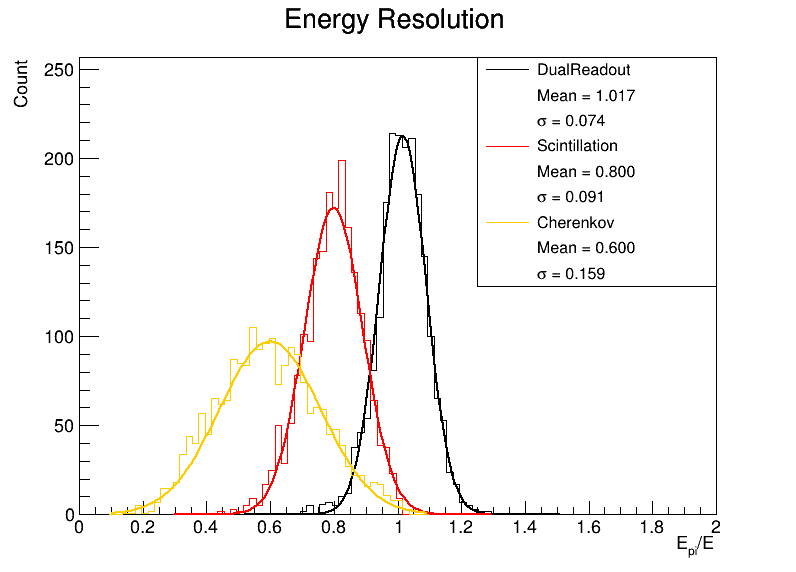 Energy Resolution
Count
250
200
150
100
50
0
DualReadout
Mean = 1.017
σ = 0.074
Scintillation
Mean = 0.800
σ = 0.091
Cherenkov
Mean = 0.600
σ = 0.159
0 0.2 0.4 0.6 0.8 1 1.2 1.4 1.6 1.8 2
E_pi/E